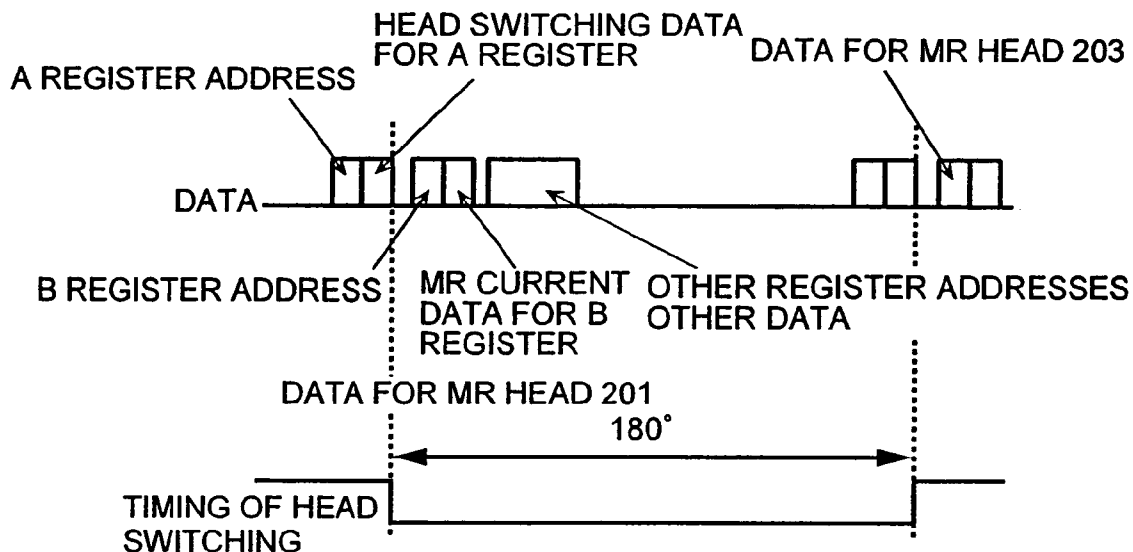 HEAD SWITCHING DATA
FOR A REGISTER
DATA FOR MR HEAD 203
A REGISTER ADDRESS
DATA
B REGISTER ADDRESS
MR CURRENT
DATA FOR B
REGISTER
OTHER REGISTER ADDRESSES
OTHER DATA
DATA FOR MR HEAD 201
180°
TIMING OF HEAD
SWITCHING